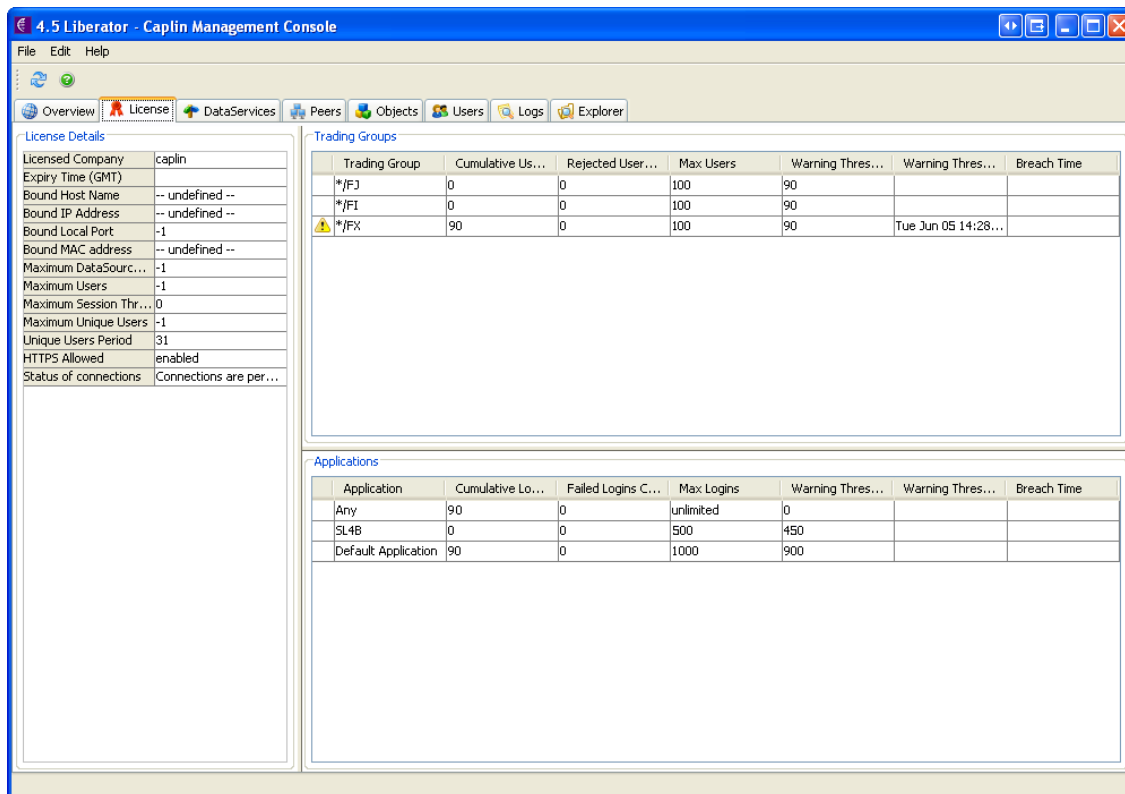 4.5 Liberator - Caplin Management Console
File Edit Help
Overview License DataServices Peers Objects Users Logs Explorer
License Details
Licensed Company caplin
Expiry Time (GMT)
Bound Host Name -- undefined --
Bound IP Address -- undefined --
Bound Local Port -1
Bound MAC address -- undefined --
Maximum DataSourc... -1
Maximum Users -1
Maximum Session Thr... 0
Maximum Unique Users -1
Unique Users Period 31
HTTPS Allowed enabled
Status of connections Connections are per...
Trading Groups
Trading Group Cumulative Us... Rejected User... Max Users Warning Thres... Warning Thres... Breach Time
*/FJ 0 0 100 90
*/FI 0 0 100 90
*/FX 90 0 100 90 Tue Jun 05 14:28...
Applications
Application Cumulative Lo... Failed Logins C... Max Logins Warning Thres... Warning Thres... Breach Time
Any 90 0 unlimited 0
SL4B 0 0 500 450
Default Application 90 0 1000 900